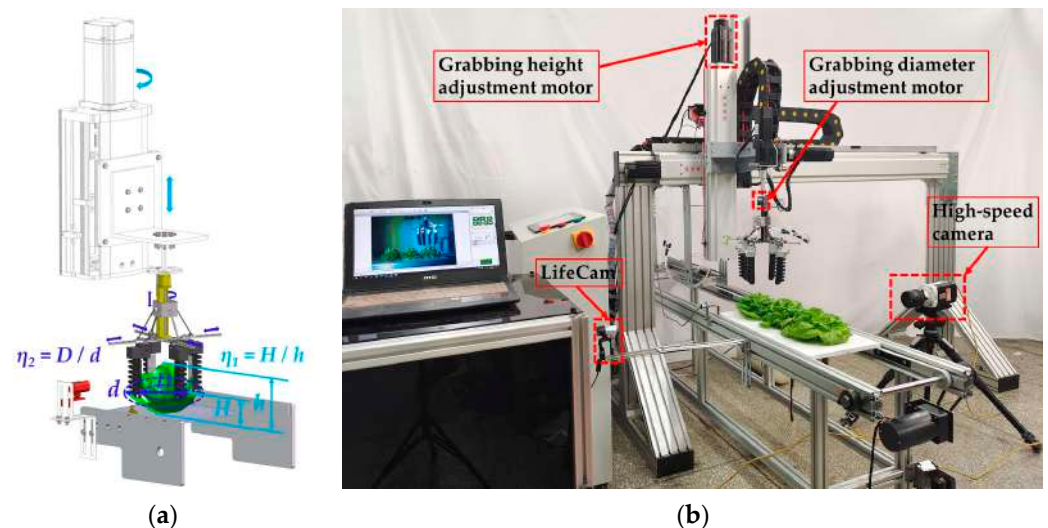 η₂ = D / d
η₁ = H / h
d
D
H
h
(a)
Grabbing height
adjustment motor
Grabbing diameter
adjustment motor
High-speed
camera
LifeCam
(b)